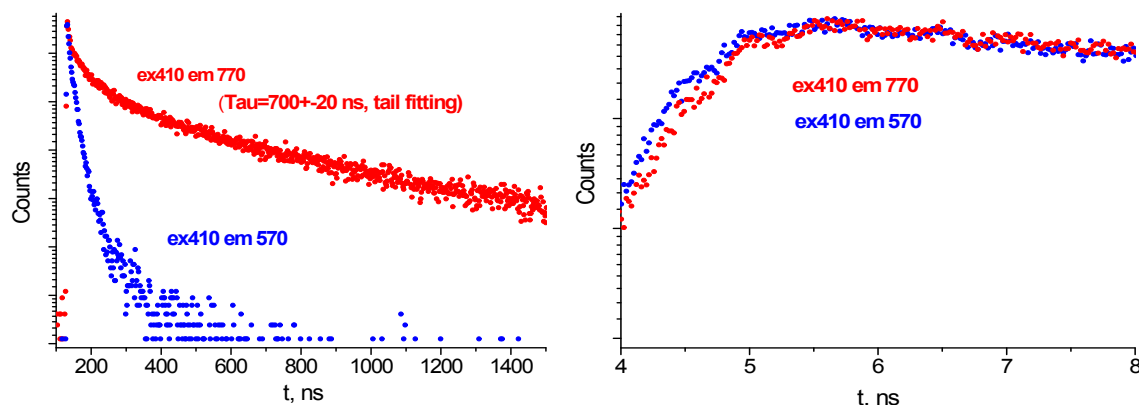 Counts
ex410 em 770
(Tau=700+-20 ns, tail fitting)
ex410 em 570
200 400 600 800 1000 1200 1400
t, ns
Counts
ex410 em 770
ex410 em 570
4 5 6 7 8
t, ns